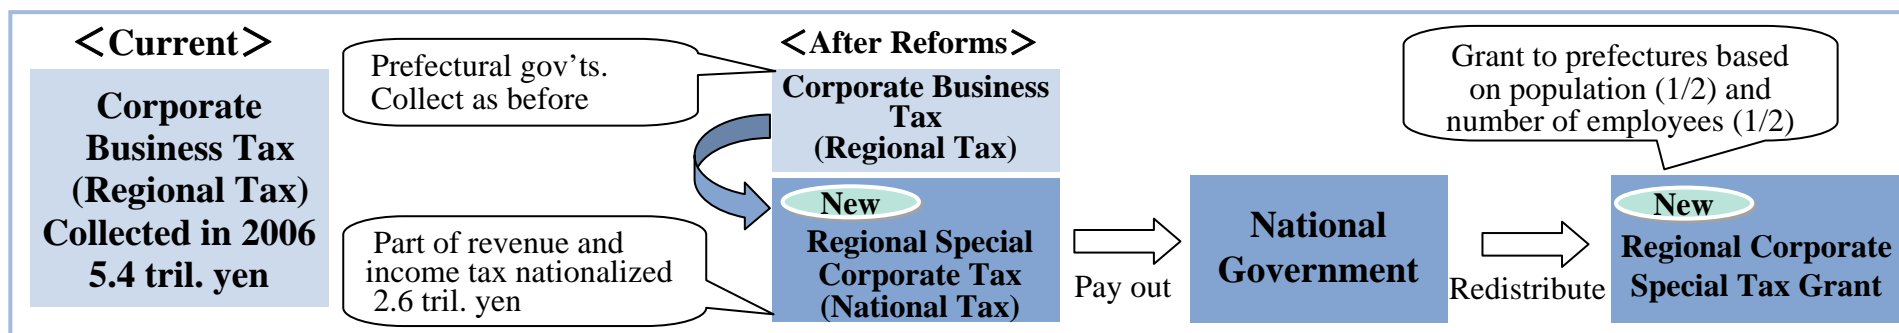 ＜Current＞
Corporate
Business Tax
(Regional Tax)
Collected in 2006
5.4 tril. yen
Prefectural gov’ts.
Collect as before
Part of revenue and
income tax nationalized
2.6 tril. yen
＜After Reforms＞
Corporate Business
Tax
(Regional Tax)
New
Regional Special
Corporate Tax
(National Tax)
Pay out
National
Government
Redistribute
Grant to prefectures based
on population (1/2) and
number of employees (1/2)
New
Regional Corporate
Special Tax Grant